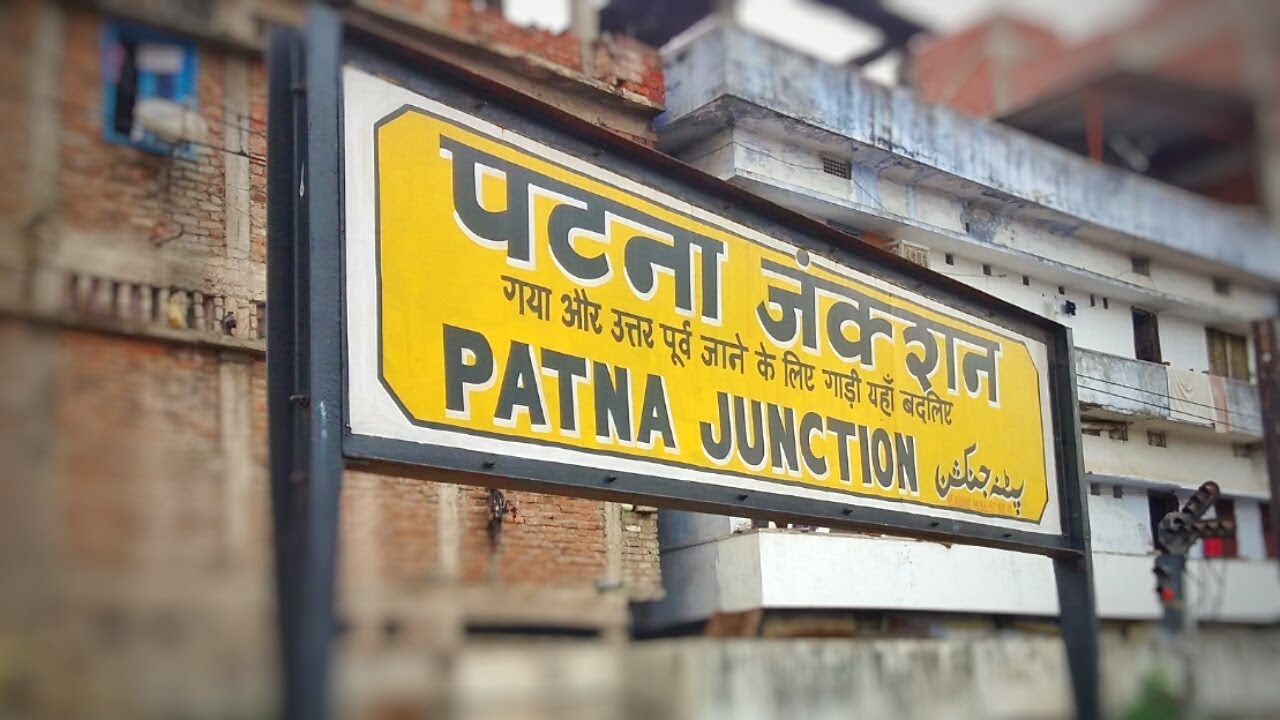 पटना जंकशन
गया और उत्तर पूर्व जाने के लिए गाड़ी यहाँ बदलिए
PATNA JUNCTION
پٹنہ جنکشن